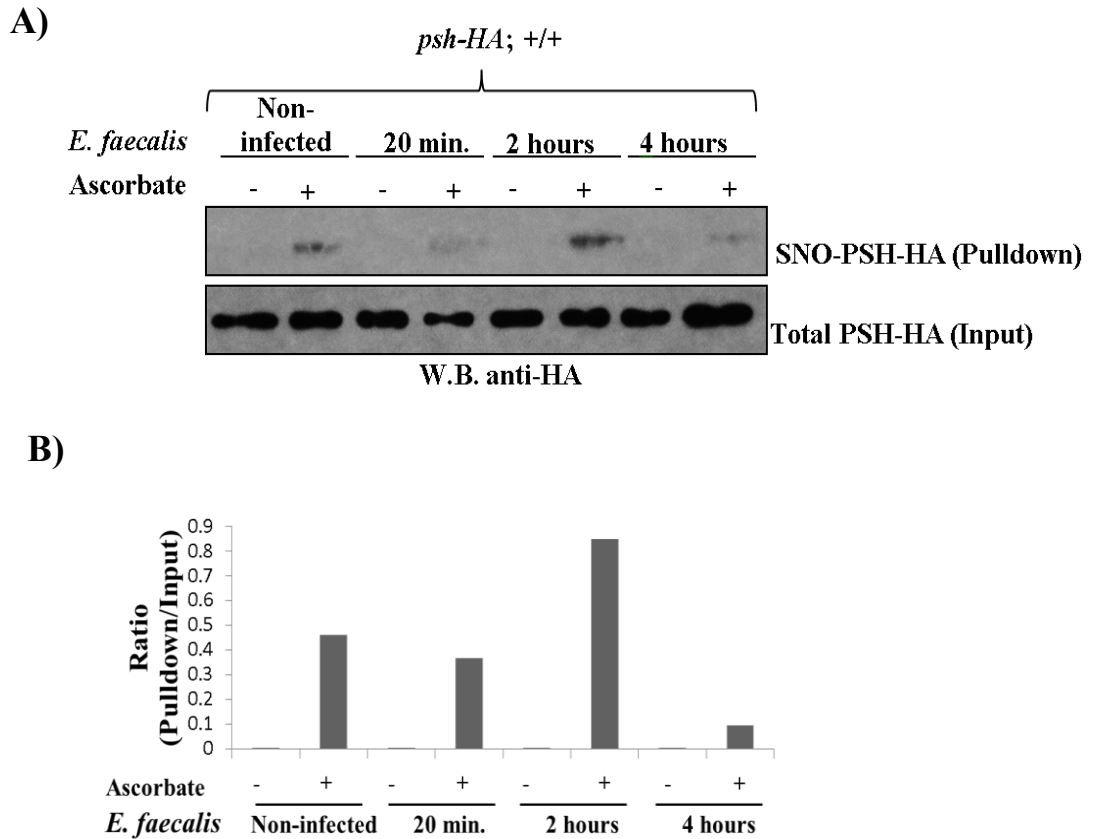 A)
psh-HA; +/+
Non-
infected
E. faecalis 20 min. 2 hours 4 hours
Ascorbate - + - + - + - +
SNO-PSH-HA (Pulldown)
Total PSH-HA (Input)
W.B. anti-HA
B)
Ratio
(Pulldown/Input)
0.9
0.8
0.7
0.6
0.5
0.4
0.3
0.2
0.1
0
Ascorbate - + - + - + - +
E. faecalis Non-infected 20 min. 2 hours 4 hours